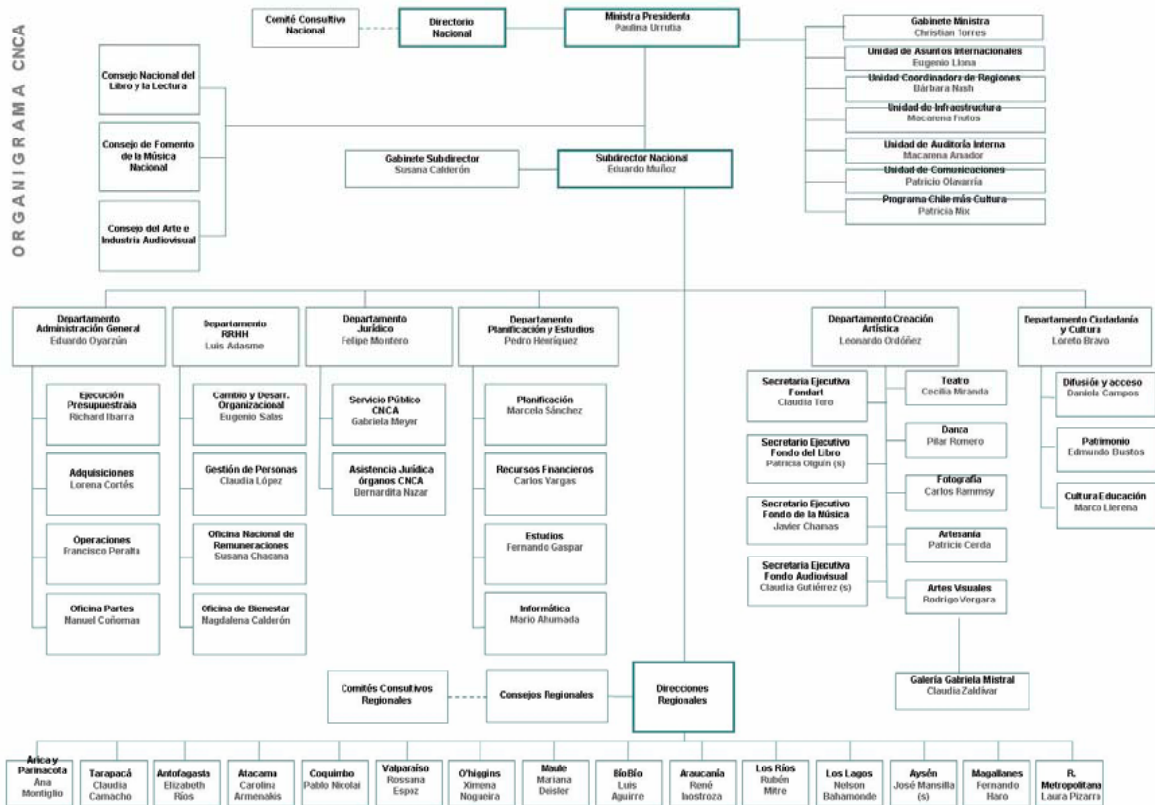 ORGANIGRAMA CNCA
Comité Consultivo
Nacional
Directorio
Nacional
Ministra Presidenta
Paulina Urrutia
Gabinete Ministra
Christian Torres
Unidad de Asuntos Internacionales
Eugenio Llona
Unidad Coordinadora de Regiones
Bárbara Nash
Unidad de Infraestructura
Macarena Frutos
Unidad de Auditoría Interna
Macarena Amador
Unidad de Comunicaciones
Patricio Olavarría
Programa Chile más Cultura
Patricia Mix
Consejo Nacional del
Libro y la Lectura
Consejo de Fomento
de la Música
Nacional
Consejo del Arte e
Industria Audiovisual
Gabinete Subdirector
Susana Calderón
Subdirector Nacional
Eduardo Muñoz
Departamento
Administración General
Eduardo Oyarzún
Ejecución
Presupuestraia
Richard Ibarra
Adquisiciones
Lorena Cortés
Operaciones
Francisco Peralta
Oficina Partes
Manuel
Departamento
RRHH
Luis Adasme
Cambio y Desarr.
Organizacional
Eugenio Salas
Gestión de Personas
Claudia López
Oficina Nacional de
Remuneraciones
Susana Chacana
Oficina de Bienestar
Nagdalena Calderón
Departamento
Jurídico
Felipe Montero
Servicio Público
CNCA
Gabriela Meyer
Asistencia Jurídica
órganos CNCA
Bernardita Nazar
Departamento
Planificación y Estudios
Pedro Henríquez
Planificación
Marcela Sánchez
Recursos Financieros
Carlos Vargas
Estudios
Fernando Gaspar
Informática
Mario Ahumada
Departamento Creación
Artística
Leonardo Ordóñez
Secretaria Ejecutiva
Fondart
Claudia Toro
Secretario Ejecutivo
Fondo del Libro
Patricia Olguín (s)
Secretario Ejecutivo
Fondo de la Música
Javier Chamas
Secretaria Ejecutiva
Fondo Audiovisual
Claudia Gutiérrez (s)
Teatro
Cecilia Miranda
Danza
Pilar Romero
Fotografía
Carlos Rammsy
Artesanía
Patricio Cerda
Artes Visuales
Rodrigo Vergara
Galería Gabriela Mistral
Claudia Zaldívar
Departamento Ciudadanía
y Cultura
Loreto Bravo
Difusión y acceso
Daniela Campos
Patrimonio
Edmundo Bustos
Cultura Educación
Marco Llerena
Comités Consultivos
Regionales
Consejos Regionales
Direcciones
Regionales
Arica y
Parinacota
Ana
Montiglio
Tarapacá
Claudia
Camacho
Antofagasta
Elizabeth
Ríos
Atacama
Carolina
Armenakis
Coquimbo
Pablo Nicolai
Valparaíso
Rossana
Espoz
O'higgins
Ximena
Nogueira
Maule
Mariana
Deisler
BíoBío
Luis
Aguirre
Araucanía
René
Inostroza
Los Ríos
Rubén
Mitre
Los Lagos
Nelson
Bahamonde
Aysén
José Mansilla
(s)
Magallanes
Fernando
Haro
R.
Metropolitana
Laura Pizarro